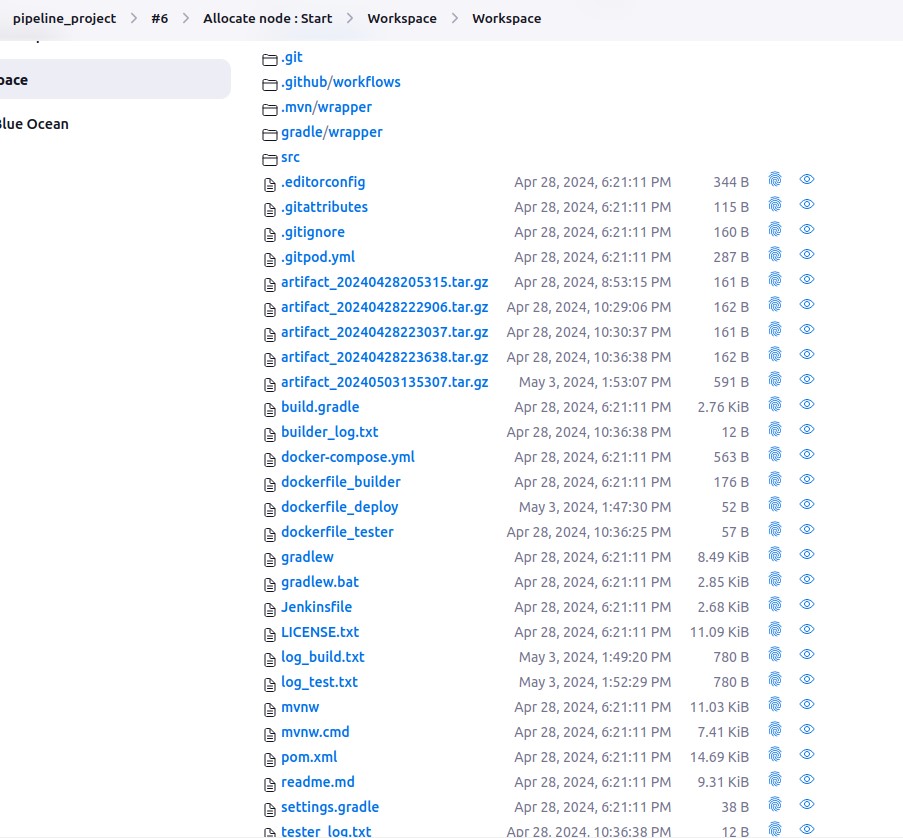 pipeline_project > #6 > Allocate node : Start > Workspace > Workspace
pace
Blue Ocean
.git
.github/workflows
.mvn/wrapper
gradle/wrapper
src
.editorconfig Apr 28, 2024, 6:21:11 PM 344 B
.gitattributes Apr 28, 2024, 6:21:11 PM 115 B
.gitignore Apr 28, 2024, 6:21:11 PM 160 B
.gitpod.yml Apr 28, 2024, 6:21:11 PM 287 B
artifact_20240428205315.tar.gz Apr 28, 2024, 8:53:15 PM 161 B
artifact_20240428222906.tar.gz Apr 28, 2024, 10:29:06 PM 162 B
artifact_20240428223037.tar.gz Apr 28, 2024, 10:30:37 PM 161 B
artifact_20240428223638.tar.gz Apr 28, 2024, 10:36:38 PM 162 B
artifact_20240503135307.tar.gz May 3, 2024, 1:53:07 PM 591 B
build.gradle Apr 28, 2024, 6:21:11 PM 2.76 KiB
builder_log.txt Apr 28, 2024, 10:36:38 PM 12 B
docker-compose.yml Apr 28, 2024, 6:21:11 PM 563 B
dockerfile_builder Apr 28, 2024, 6:21:11 PM 176 B
dockerfile_deploy May 3, 2024, 1:47:30 PM 52 B
dockerfile_tester Apr 28, 2024, 10:36:25 PM 57 B
gradlew Apr 28, 2024, 6:21:11 PM 8.49 KiB
gradlew.bat Apr 28, 2024, 6:21:11 PM 2.85 KiB
Jenkinsfile Apr 28, 2024, 6:21:11 PM 2.68 KiB
LICENSE.txt Apr 28, 2024, 6:21:11 PM 11.09 KiB
log_build.txt May 3, 2024, 1:49:20 PM 780 B
log_test.txt May 3, 2024, 1:52:29 PM 780 B
mvnw Apr 28, 2024, 6:21:11 PM 11.03 KiB
mvnw.cmd Apr 28, 2024, 6:21:11 PM 7.41 KiB
pom.xml Apr 28, 2024, 6:21:11 PM 14.69 KiB
readme.md Apr 28, 2024, 6:21:11 PM 9.31 KiB
settings.gradle Apr 28, 2024, 6:21:11 PM 38 B
tester_log.txt Apr 28, 2024, 10:36:38 PM 12 B